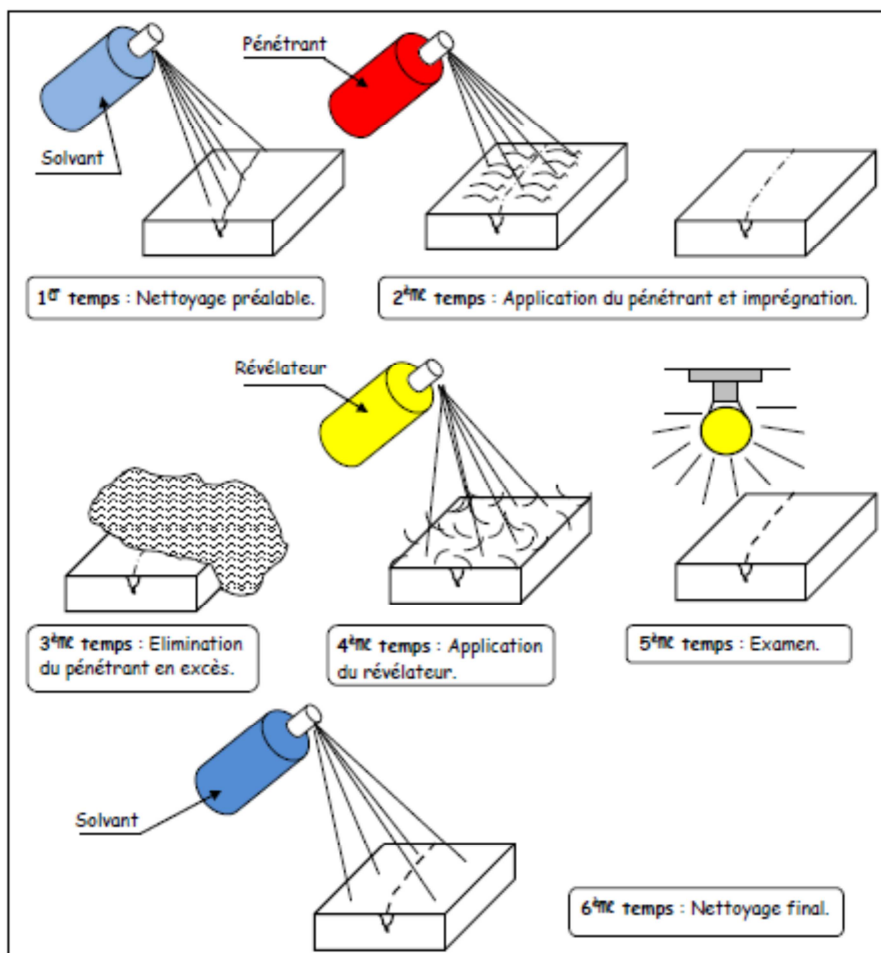 Pénétrant
Solvant
1er temps : Nettoyage préalable.
2ème temps : Application du pénétrant et imprégnation.
Révélateur
3ème temps : Elimination
du pénétrant en excès.
4ème temps : Application
du révélateur.
5ème temps : Examen.
Solvant
6ème temps : Nettoyage final.